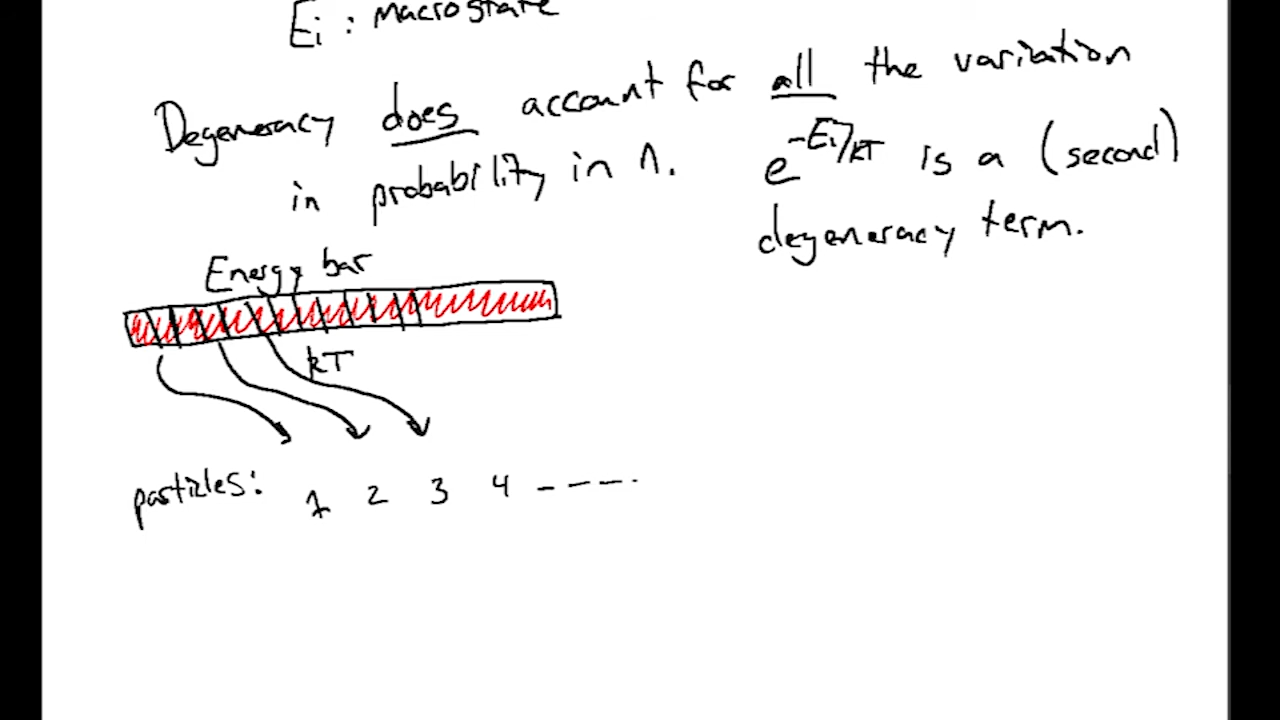 Ei : macrostate
Degeneracy does account for all the variation
in probability in n. e^-Ei/kT is a (second)
degeneracy term.
Energy bar
kT
particles: 1 2 3 4 ----.